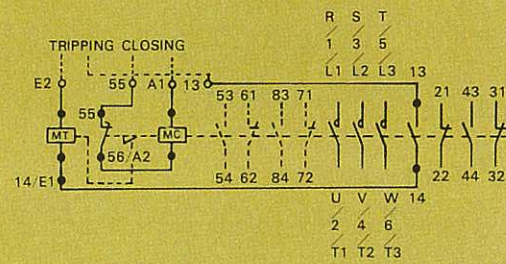 R S T
1 3 5
L1 L2 L3 13
TRIPPING CLOSING
E2 55 A1 13
53 61 83 71
21 43 31
55
MT MC
56/A2
54 62 84 72
22 44 32
14/E1
U V W 14
2 4 6
T1 T2 T3